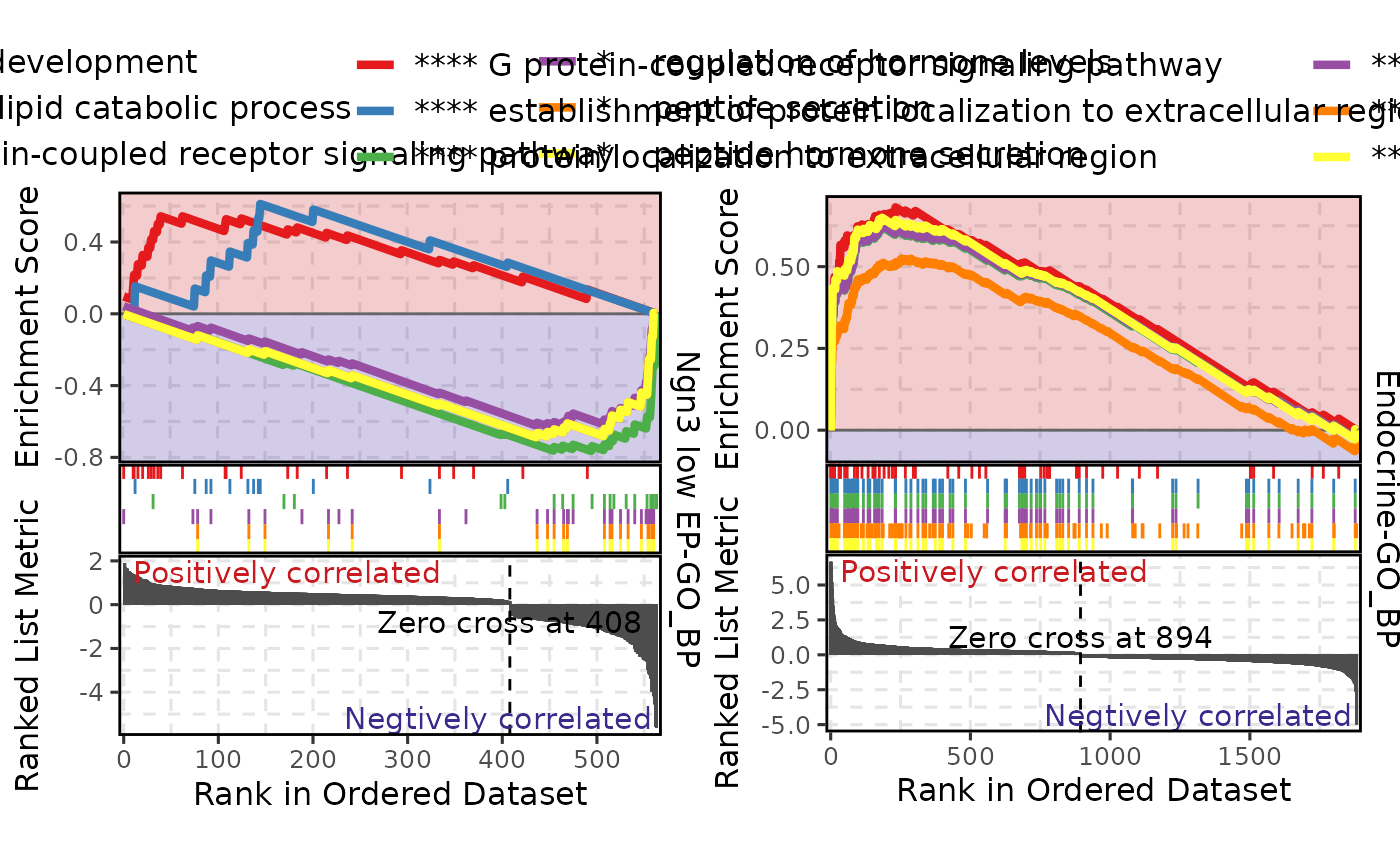 development
**** G protein-coupled receptor signaling pathway
* regulation of hormone levels
**
lipid catabolic process
**** establishment of protein localization to extracellular
* peptide secretion
in-coupled receptor signaling pathway
**** protein localization to extracellular region
* peptide hormone secretion
**
Enrichment Score
0.4
0.0
-0.4
-0.8
Ngn3 low EP-GO_BP
Ranked List Metric
2
0
-2
-4
Positively correlated
Zero cross at 408
Negtively correlated
0 100 200 300 400 500
Rank in Ordered Dataset
Enrichment Score
0.50
0.25
0.00
Endocrine-GO_BP
Ranked List Metric
5.0
2.5
0.0
-2.5
-5.0
Positively correlated
Zero cross at 894
Negtively correlated
0 500 1000 1500
Rank in Ordered Dataset